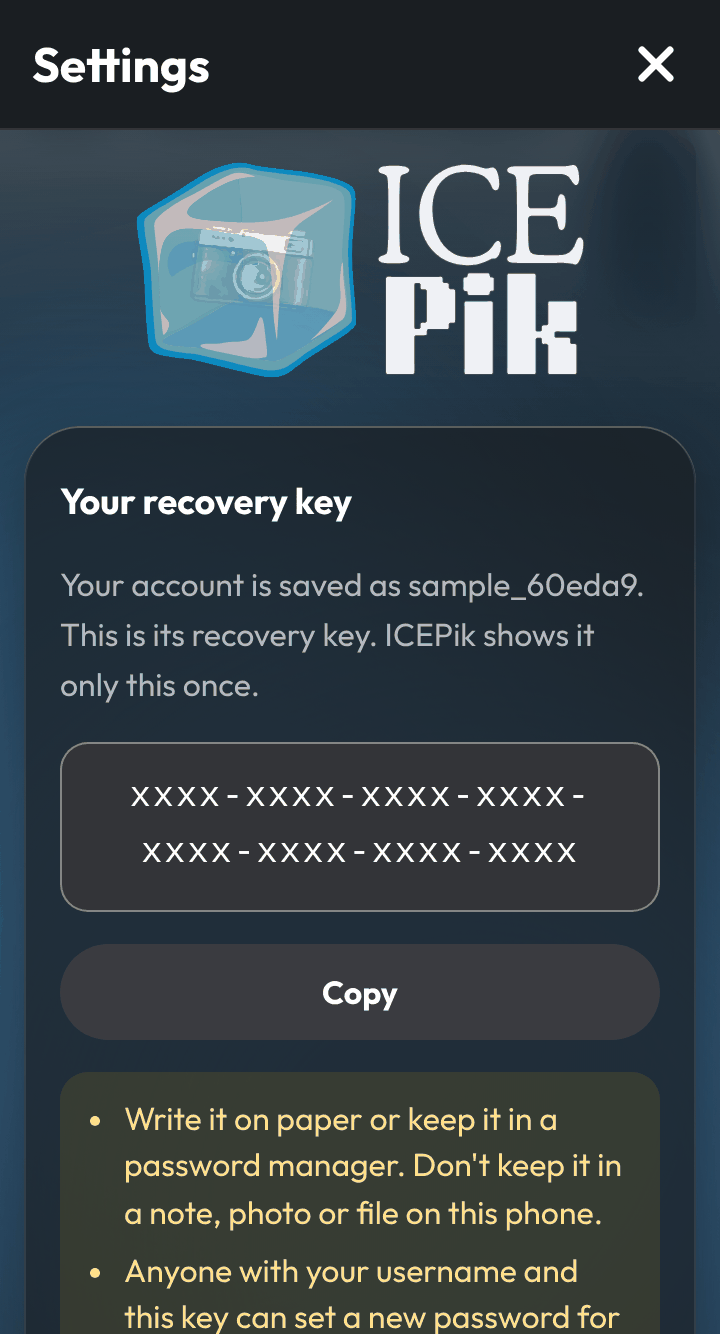 Settings
ICE
Pik
Your recovery key
Your account is saved as sample_60eda9.
This is its recovery key. ICEPik shows it
only this once.
XXXX-XXXX-XXXX-XXXX-
XXXX-XXXX-XXXX-XXXX
Copy
• Write it on paper or keep it in a
password manager. Don't keep it in
a note, photo or file on this phone.
• Anyone with your username and
this key can set a new password for